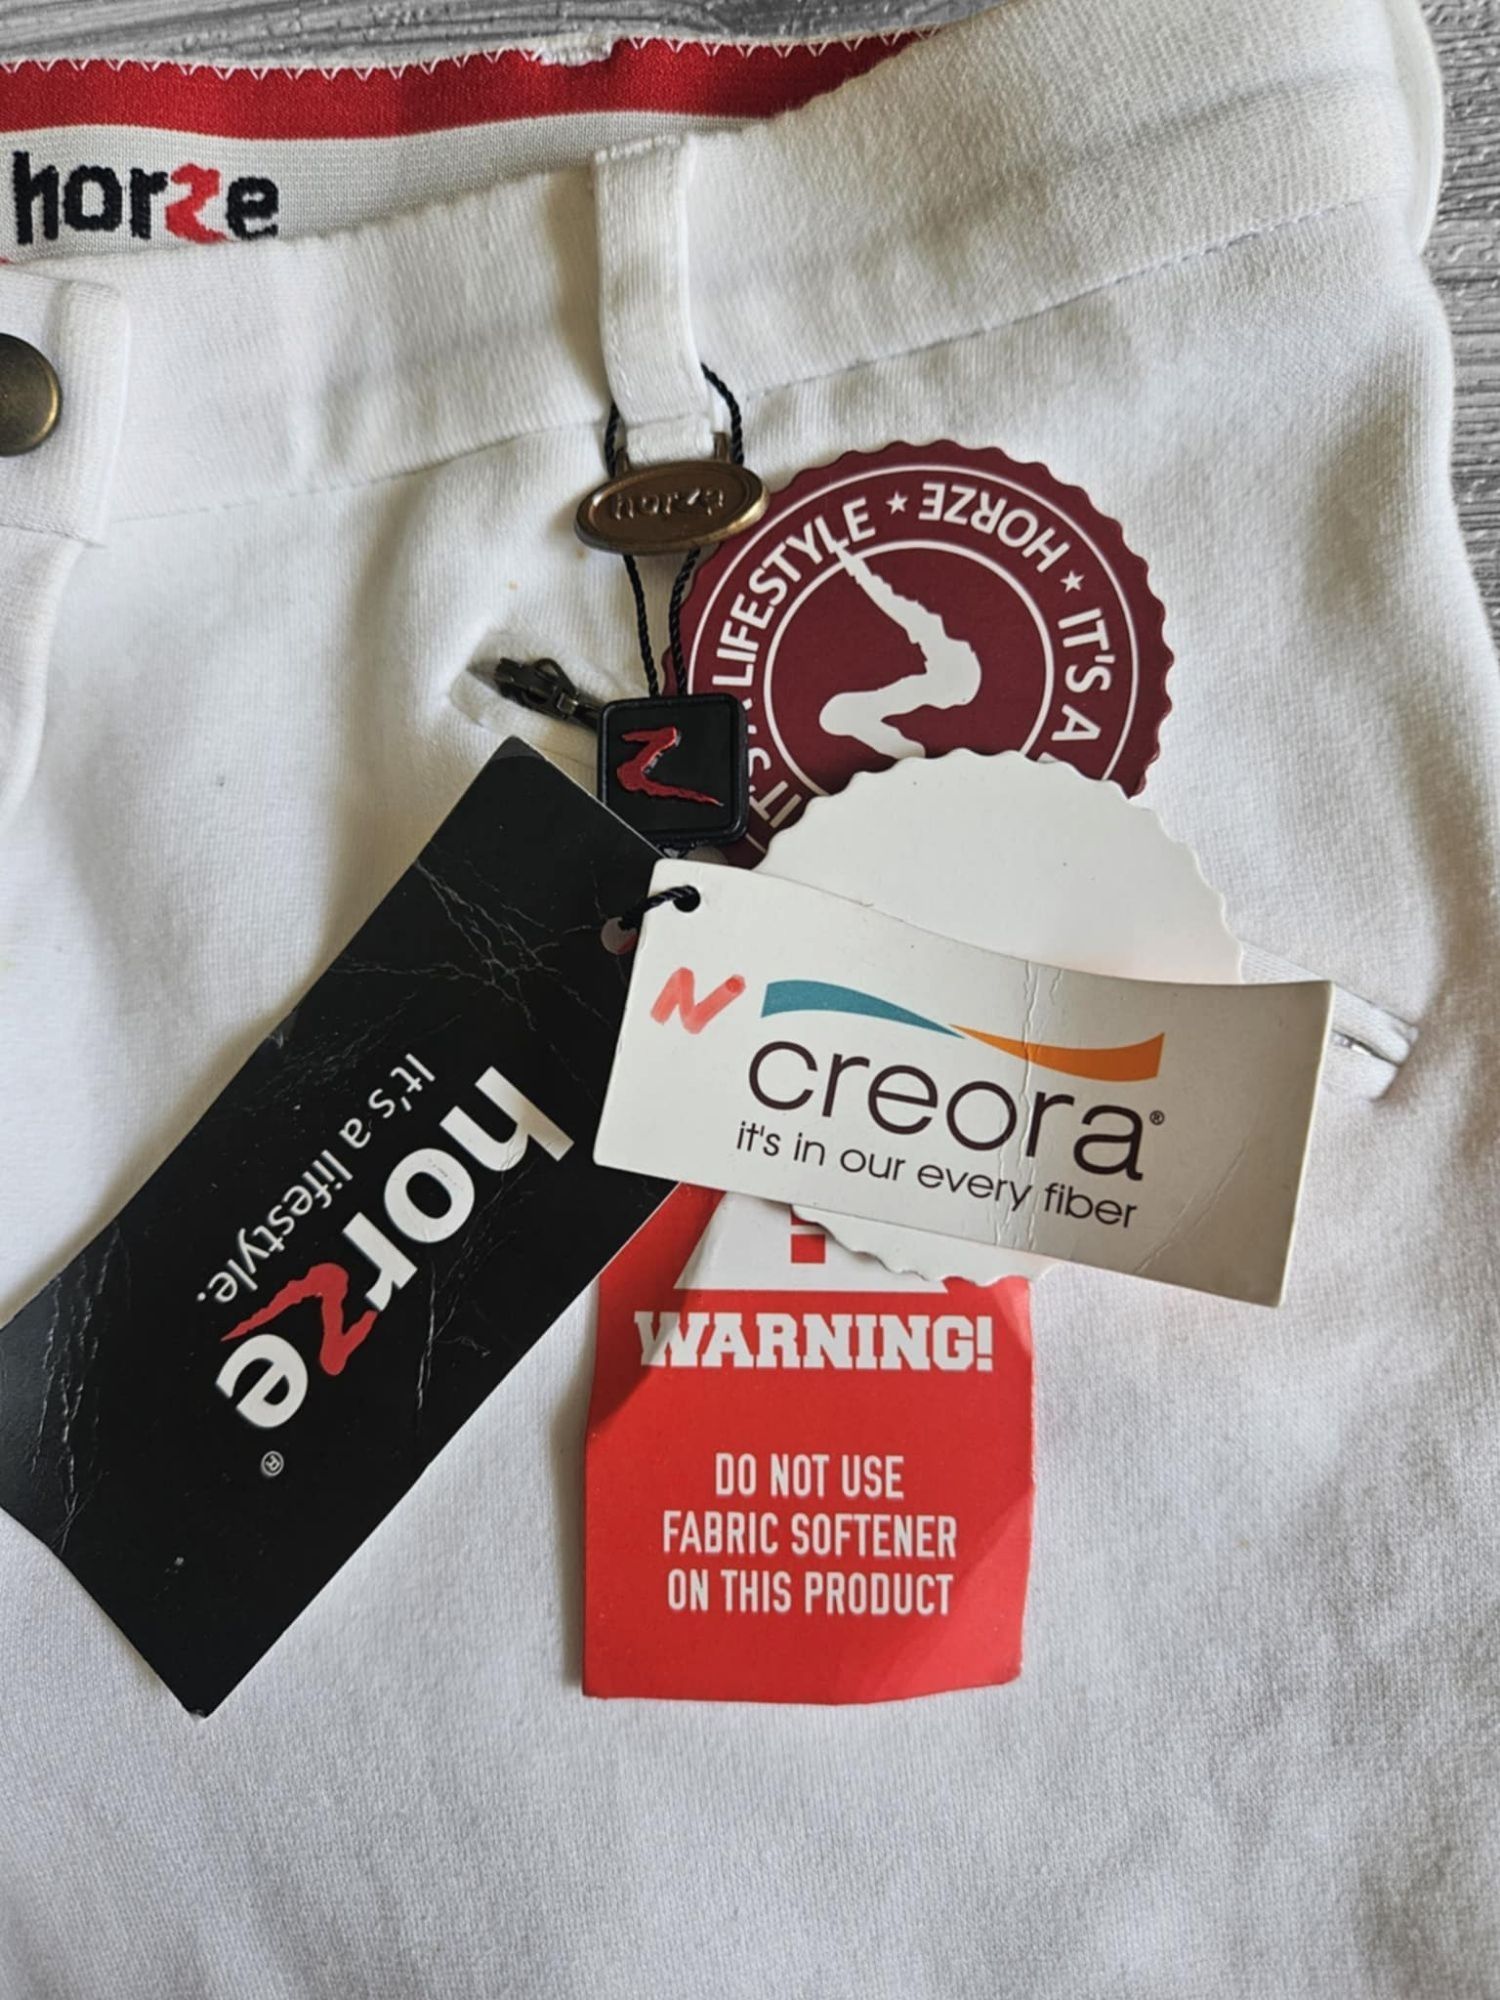 horze
horze
LIFESTYLE ★ HORZE ★ IT'S A
IT'S A
N
creora®
it's in our every fiber
horze®
It's a lifestyle.
WARNING!
DO NOT USE
FABRIC SOFTENER
ON THIS PRODUCT